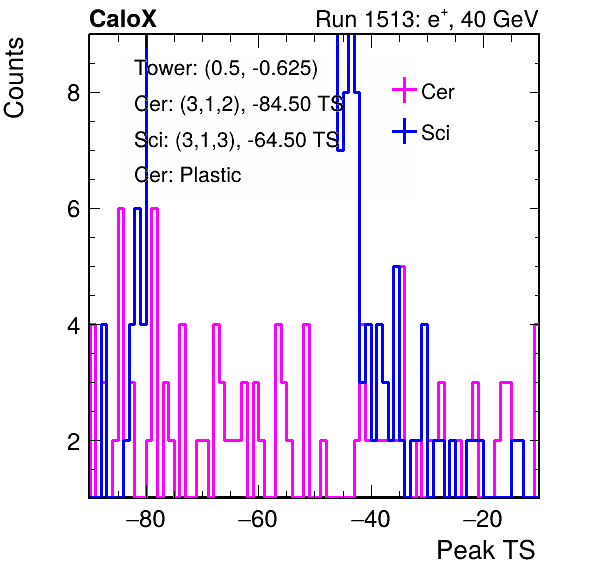 CaloX Run 1513: e⁺, 40 GeV
Counts
Tower: (0.5, -0.625)
Cer: (3,1,2), -84.50 TS
Sci: (3,1,3), -64.50 TS
Cer: Plastic
Cer
Sci
8
6
4
2
−80 −60 −40 −20
Peak TS